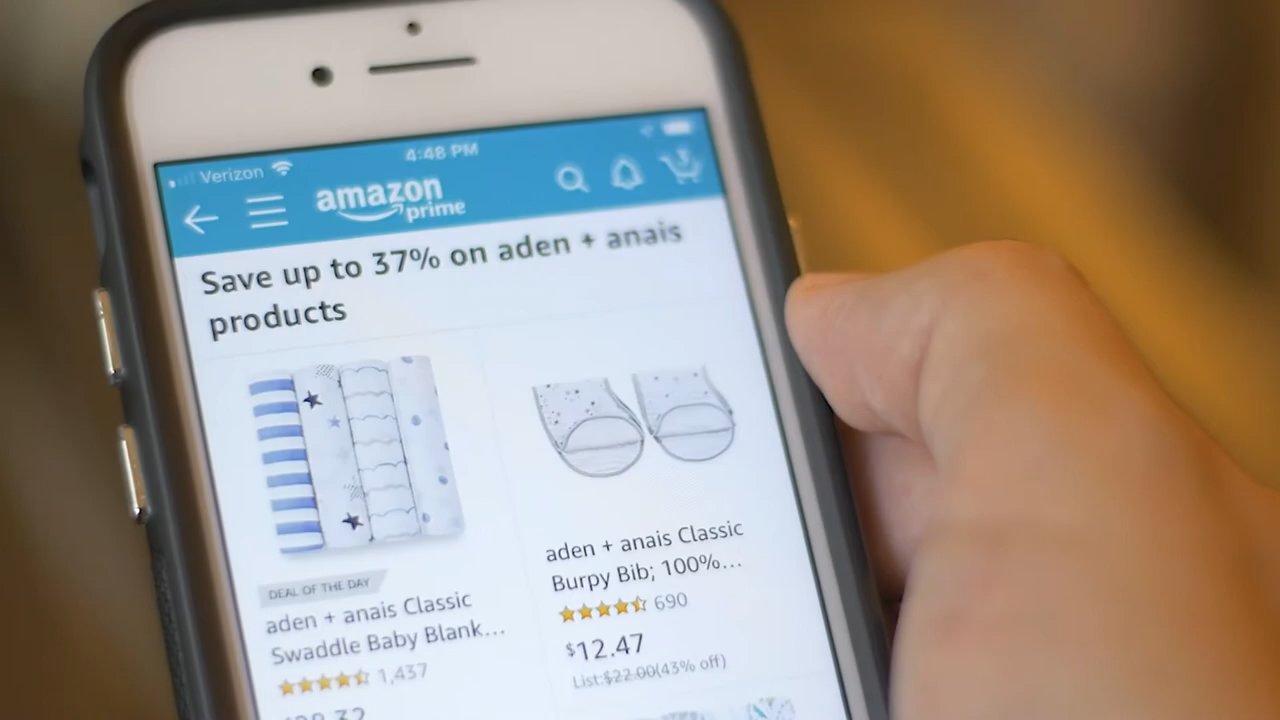 Verizon
4:48 PM
amazon
prime
5
Save up to 37% on aden + anais
products
DEAL OF THE DAY
aden + anais Classic
Swaddle Baby Blank...
1,437
aden + anais Classic
Burpy Bib; 100%...
690
$12.47
List:$22.00(43% off)